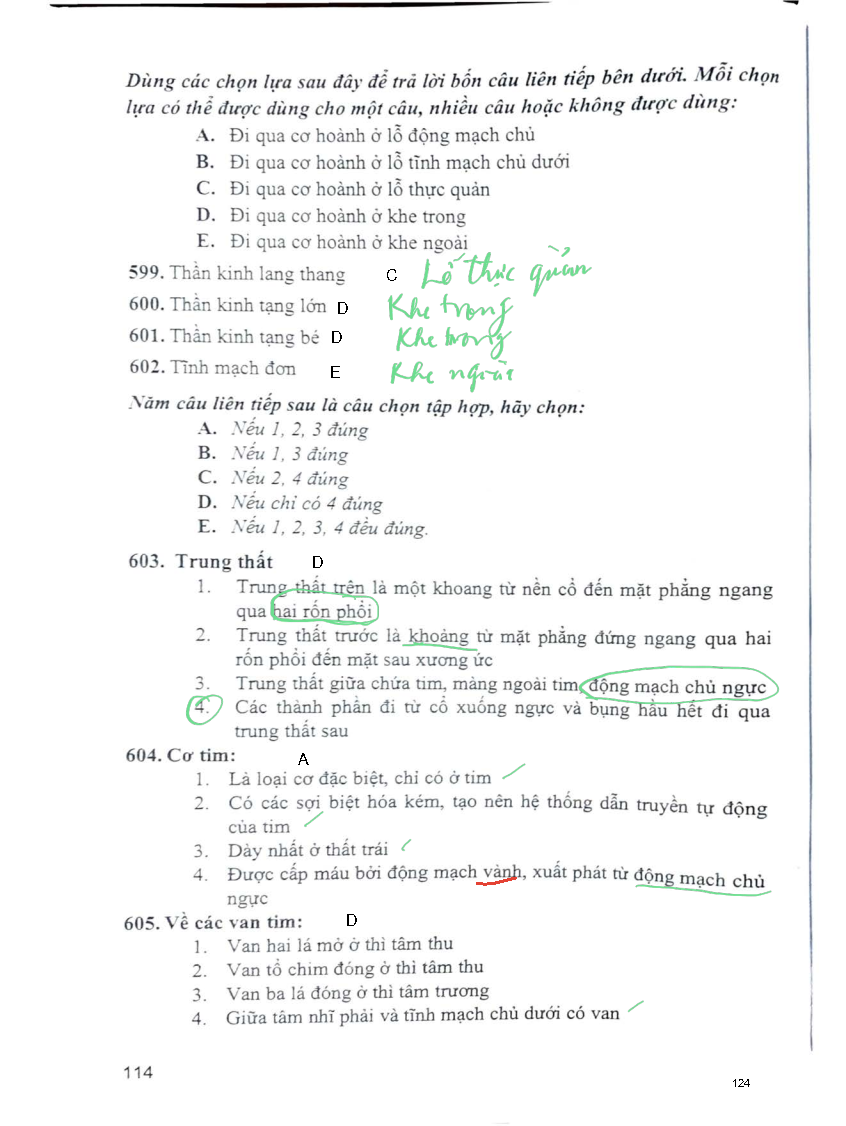 Dùng các chọn lựa sau đây để trả lời bốn câu liên tiếp bên dưới. Mỗi chọn
lựa có thể được dùng cho một câu, nhiều câu hoặc không được dùng:
A. Đi qua cơ hoành ở lỗ động mạch chủ
B. Đi qua cơ hoành ở lỗ tĩnh mạch chủ dưới
C. Đi qua cơ hoành ở lỗ thực quản
D. Đi qua cơ hoành ở khe trong
E. Đi qua cơ hoành ở khe ngoài
599. Thần kinh lang thang C Lỗ thực quản
600. Thần kinh tạng lớn D Khe trong
601. Thần kinh tạng bé D Khe trong
602. Tĩnh mạch đơn E Khe ngoài
Năm câu liên tiếp sau là câu chọn tập hợp, hãy chọn:
A. Nếu 1, 2, 3 đúng
B. Nếu 1, 3 đúng
C. Nếu 2, 4 đúng
D. Nếu chỉ có 4 đúng
E. Nếu 1, 2, 3, 4 đều đúng.
603. Trung thất D
1. Trung thất trên là một khoang từ nền cổ đến mặt phẳng ngang
qua hai rốn phổi
2. Trung thất trước là khoảng từ mặt phẳng đứng ngang qua hai
rốn phổi đến mặt sau xương ức
3. Trung thất giữa chứa tim, màng ngoài tim, động mạch chủ ngực
4. Các thành phần đi từ cổ xuống ngực và bụng hầu hết đi qua
trung thất sau
604. Cơ tim: A
1. Là loại cơ đặc biệt, chỉ có ở tim
2. Có các sợi biệt hóa kém, tạo nên hệ thống dẫn truyền tự động
của tim
3. Dày nhất ở thất trái
4. Được cấp máu bởi động mạch vành, xuất phát từ động mạch chủ
ngực
605. Về các van tim: D
1. Van hai lá mở ở thì tâm thu
2. Van tổ chim đóng ở thì tâm thu
3. Van ba lá đóng ở thì tâm trương
4. Giữa tâm nhĩ phải và tĩnh mạch chủ dưới có van
114
124